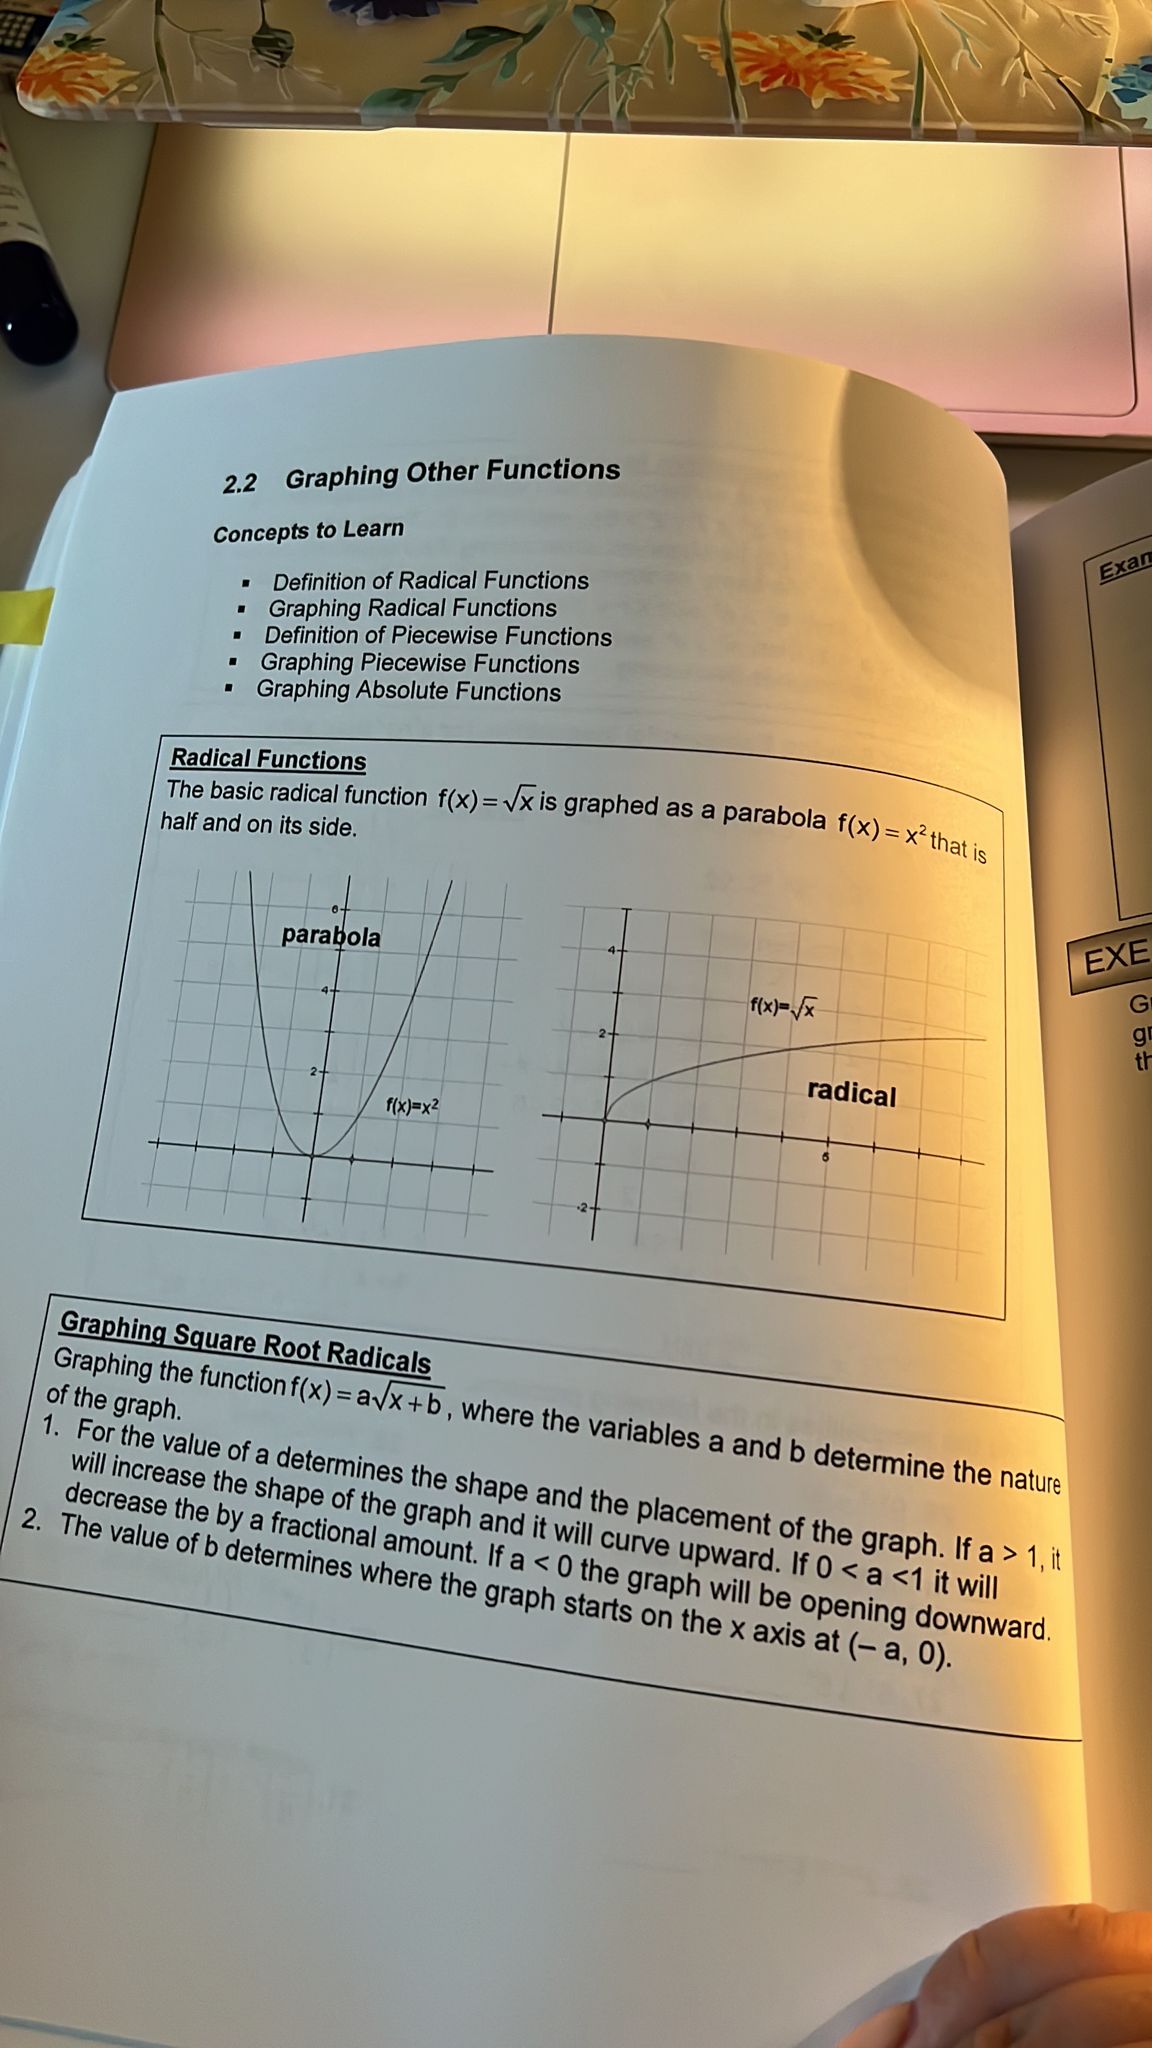 2.2 Graphing Other Functions
Concepts to Learn
▪ Definition of Radical Functions
▪ Graphing Radical Functions
▪ Definition of Piecewise Functions
▪ Graphing Piecewise Functions
▪ Graphing Absolute Functions
Radical Functions
The basic radical function f(x) = √x is graphed as a parabola f(x) = x² that is
half and on its side.
6
parabola
4
2
f(x)=x²
4
f(x)=√x
2
radical
6
-2
Graphing Square Root Radicals
Graphing the function f(x) = a√x + b, where the variables a and b determine the nature
of the graph.
1. For the value of a determines the shape and the placement of the graph. If a > 1, it
will increase the shape of the graph and it will curve upward. If 0 < a <1 it will
decrease the by a fractional amount. If a < 0 the graph will be opening downward.
2. The value of b determines where the graph starts on the x axis at (– a, 0).
Exam
EXE
G
gr
th